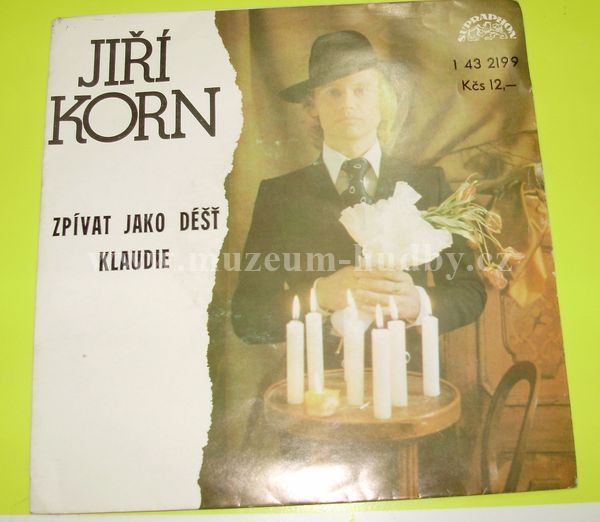 JIŘÍ
KORN
SUPRAPHON
1 43 2199
Kčs 12,—
ZPÍVAT JAKO DÉŠŤ
KLAUDIE
www.muzeum-hudby.cz